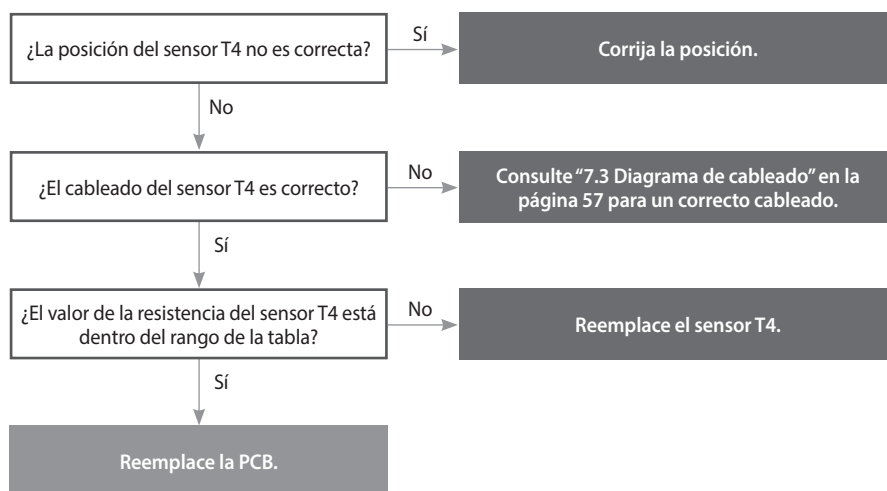 ¿La posición del sensor T4 no es correcta?
Sí
Corrija la posición.
No
¿El cableado del sensor T4 es correcto?
No
Consulte “7.3 Diagrama de cableado” en la
página 57 para un correcto cableado.
Sí
¿El valor de la resistencia del sensor T4 está
dentro del rango de la tabla?
No
Reemplace el sensor T4.
Sí
Reemplace la PCB.